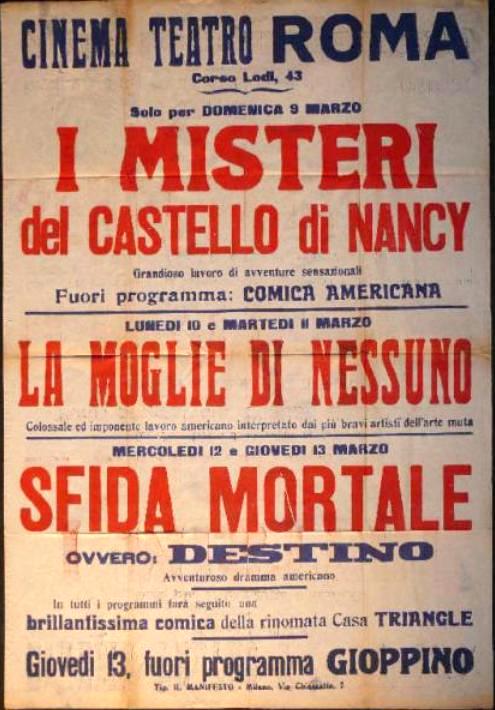 CINEMA TEATRO ROMA
Corso Lodi, 43
Solo per DOMENICA 9 MARZO
I MISTERI
del CASTELLO di NANCY
Grandioso lavoro di avventure sensazionali
Fuori programma: COMICA AMERICANA
LUNEDI 10 e MARTEDI 11 MARZO
LA MOGLIE DI NESSUNO
Colossale ed imponente lavoro americano interpretato dai più bravi artisti dell'arte muta
MERCOLEDI 12 e GIOVEDI 13 MARZO
SFIDA MORTALE
OVVERO: DESTINO
Avventuroso dramma americano
In tutti i programmi farà seguito una
brillantissima comica della rinomata Casa TRIANGLE
Giovedi 13, fuori programma GIOPPINO
Tip. IL MANIFESTO - Milano, Via